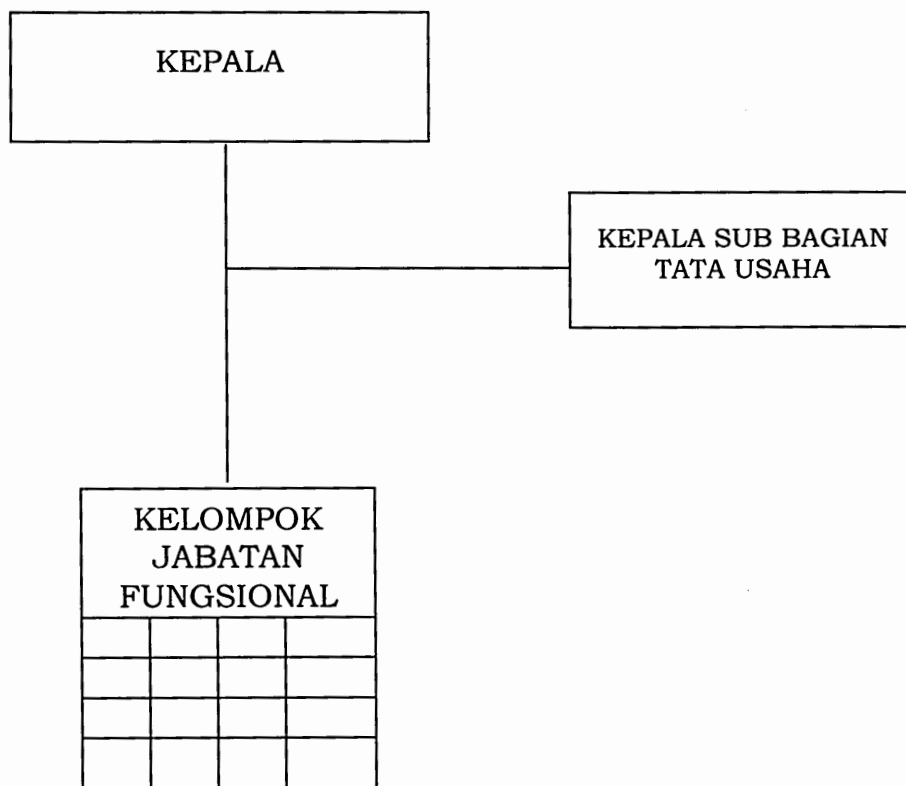 KEPALA
KEPALA SUB BAGIAN
TATA USAHA
KELOMPOK
JABATAN
FUNGSIONAL